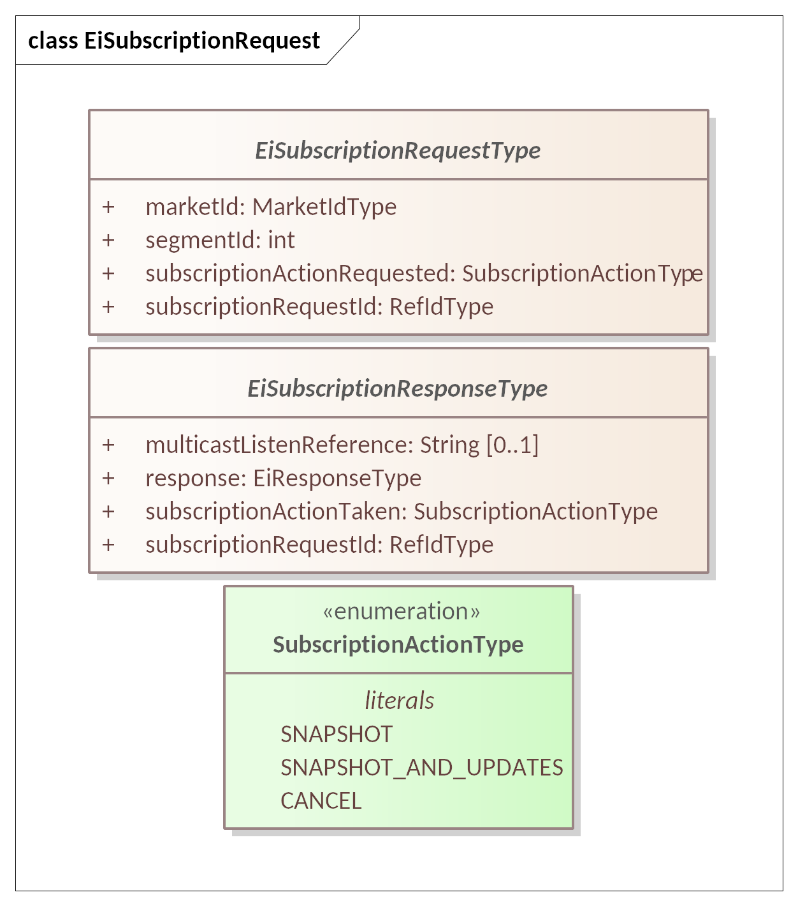 class EiSubscriptionRequest
EiSubscriptionRequestType
+ marketId: MarketIdType
+ segmentId: int
+ subscriptionActionRequested: SubscriptionActionType
+ subscriptionRequestId: RefIdType
EiSubscriptionResponseType
+ multicastListenReference: String [0..1]
+ response: EiResponseType
+ subscriptionActionTaken: SubscriptionActionType
+ subscriptionRequestId: RefIdType
«enumeration»
SubscriptionActionType
literals
SNAPSHOT
SNAPSHOT_AND_UPDATES
CANCEL